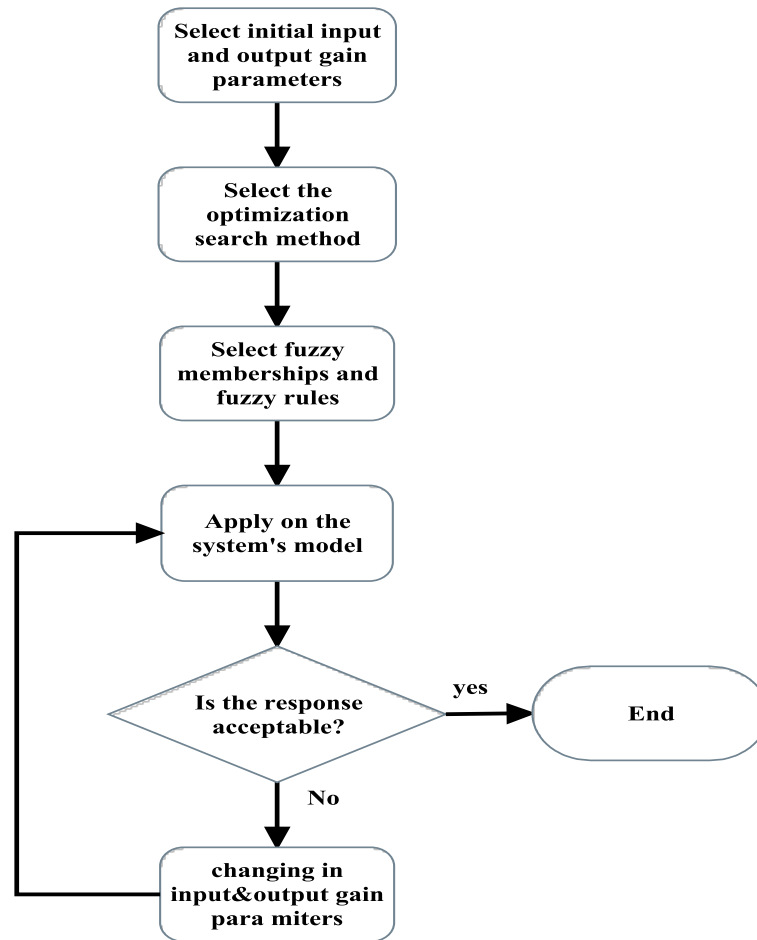 Select initial input
and output gain
parameters
Select the
optimization
search method
Select fuzzy
memberships and
fuzzy rules
Apply on the
system's model
Is the response
acceptable?
yes
End
No
changing in
input&output gain
para miters